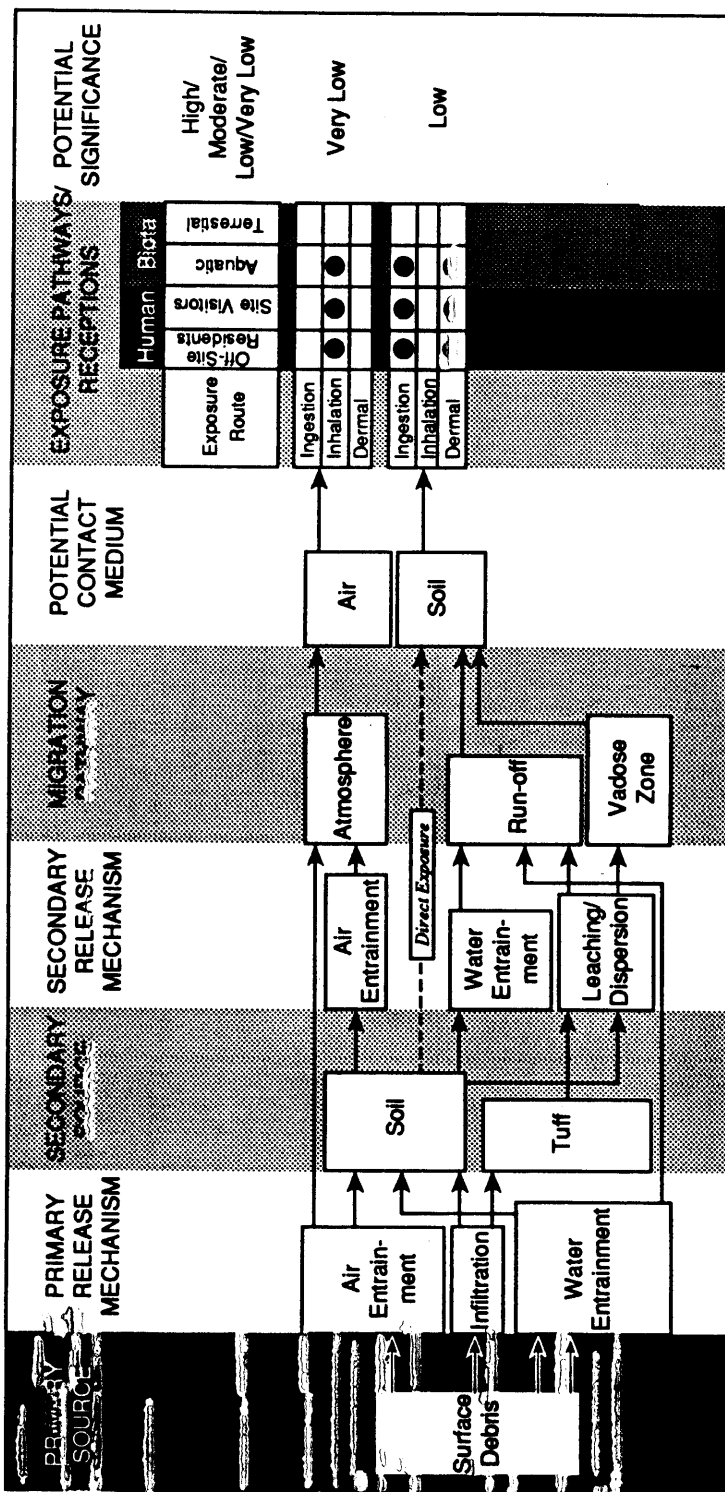 PRIMARY
SOURCE
PRIMARY
RELEASE
MECHANISM
SECONDARY
SOURCE
SECONDARY
RELEASE
MECHANISM
MIGRATION
PATHWAY
POTENTIAL
CONTACT
MEDIUM
EXPOSURE PATHWAYS/
RECEPTIONS
POTENTIAL
SIGNIFICANCE
Human
Biota
Exposure
Route
Off-Site
Residents
Site Visitors
Aquatic
Terrestial
High/
Moderate/
Low/Very Low
Surface
Debris
Air
Entrain-
ment
Infiltration
Water
Entrainment
Soil
Tuff
Air
Entrainment
Direct Exposure
Water
Entrain-
ment
Leaching/
Dispersion
Atmosphere
Run-off
Vadose
Zone
Air
Soil
Ingestion
Inhalation
Dermal
Very Low
Ingestion
Inhalation
Dermal
Low